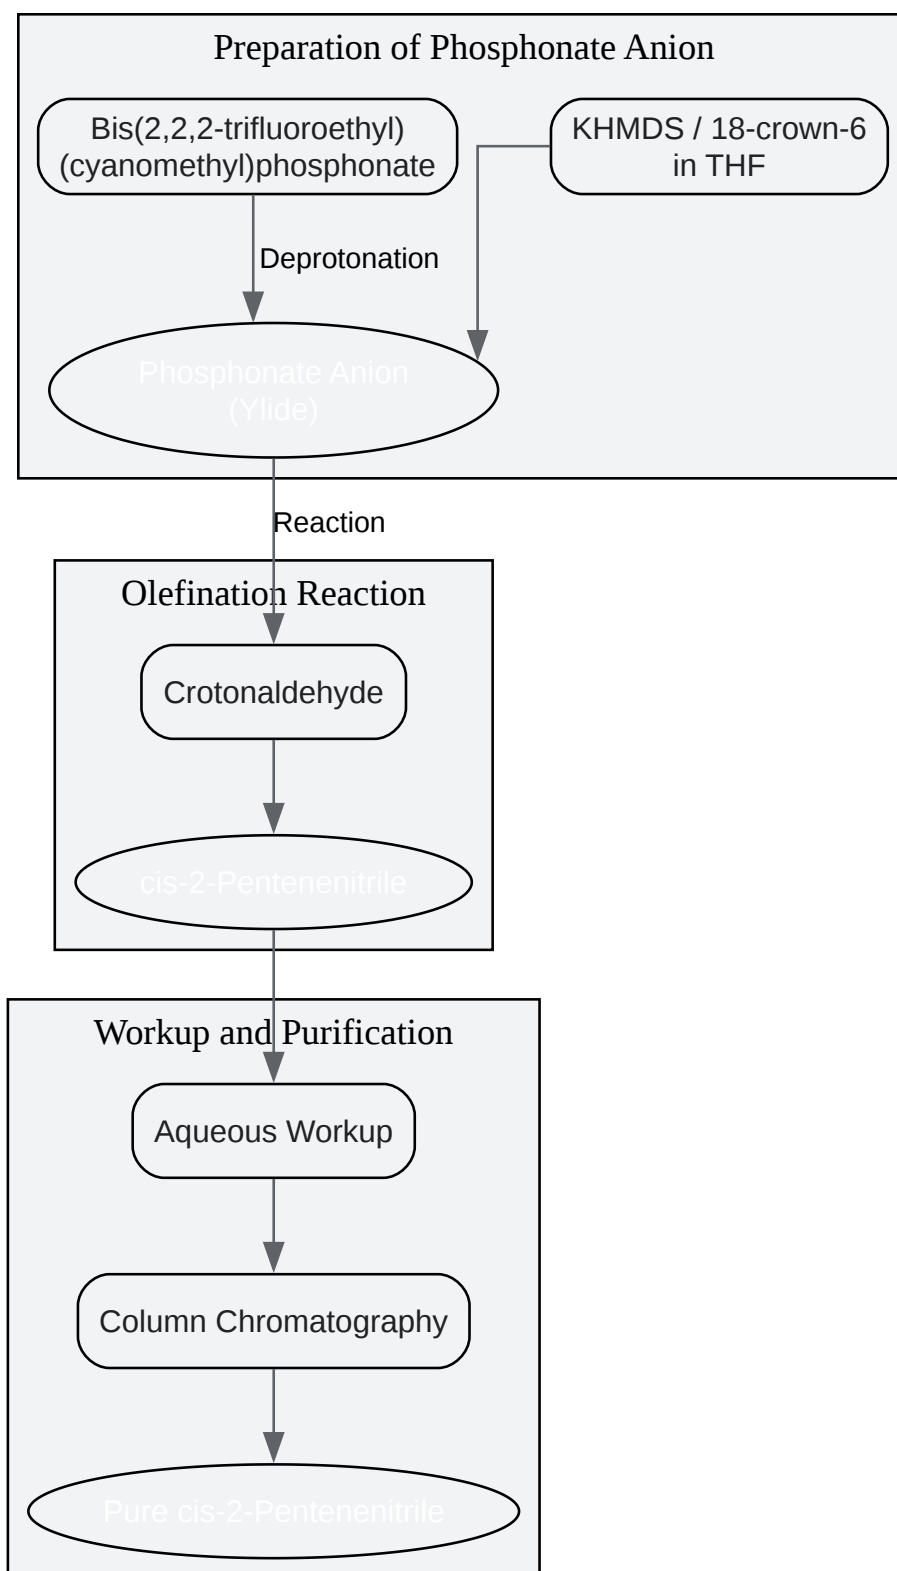 Preparation of Phosphonate Anion
Bis(2,2,2-trifluoroethyl)
(cyanomethyl)phosphonate
KHMDS / 18-crown-6
in THF
Deprotonation
Phosphonate Anion
(Ylide)
Reaction
Olefination Reaction
Crotonaldehyde
cis-2-Pentenenitrile
Workup and Purification
Aqueous Workup
Column Chromatography
Pure cis-2-Pentenenitrile